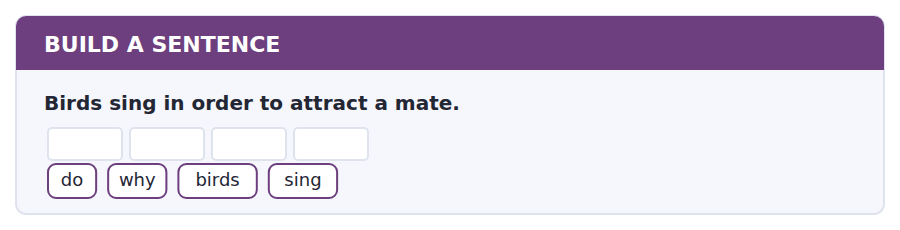 BUILD A SENTENCE
Birds sing in order to attract a mate.
do why birds sing